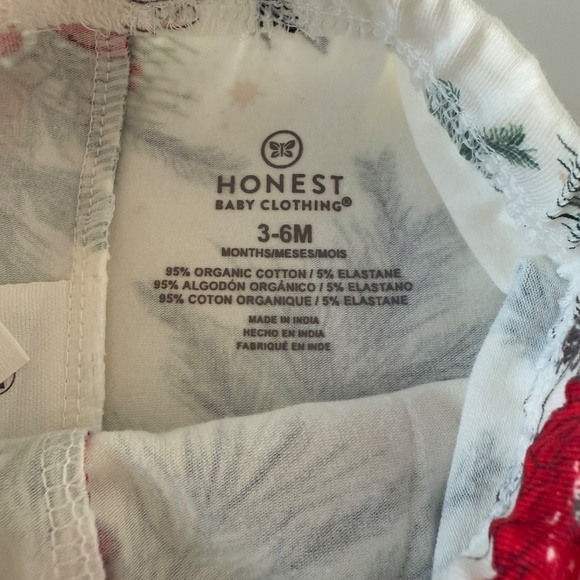 HONEST
BABY CLOTHING®
3-6M
MONTHS/MESES/MOIS
95% ORGANIC COTTON / 5% ELASTANE
95% ALGODÓN ORGÁNICO / 5% ELASTANO
95% COTON ORGANIQUE / 5% ELASTANE
MADE IN INDIA
HECHO EN INDIA
FABRIQUÉ EN INDE